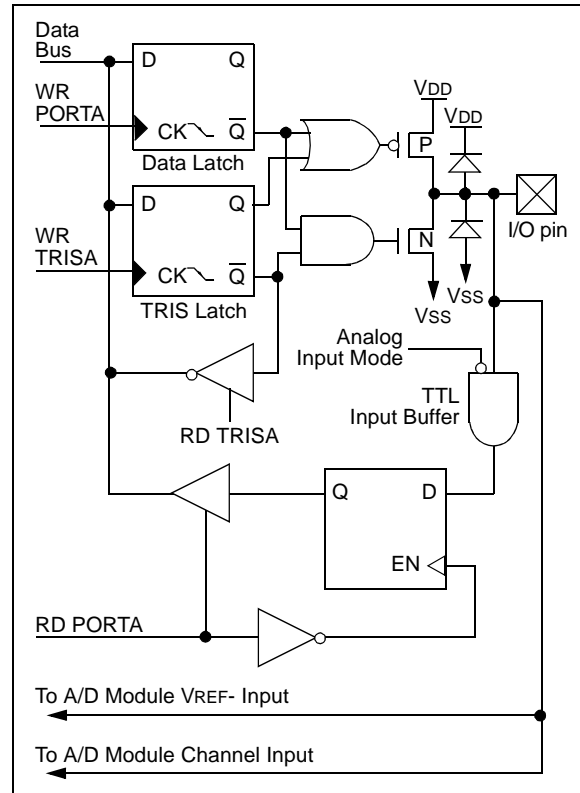 Data
Bus
D Q
VDD
WR
PORTA
VDD
CK Q
P
Data Latch
D Q
I/O pin
WR
TRISA
N
CK Q
VSS
VSS
TRIS Latch
Analog
Input Mode
TTL
Input Buffer
RD TRISA
Q D
EN
RD PORTA
To A/D Module VREF- Input
To A/D Module Channel Input